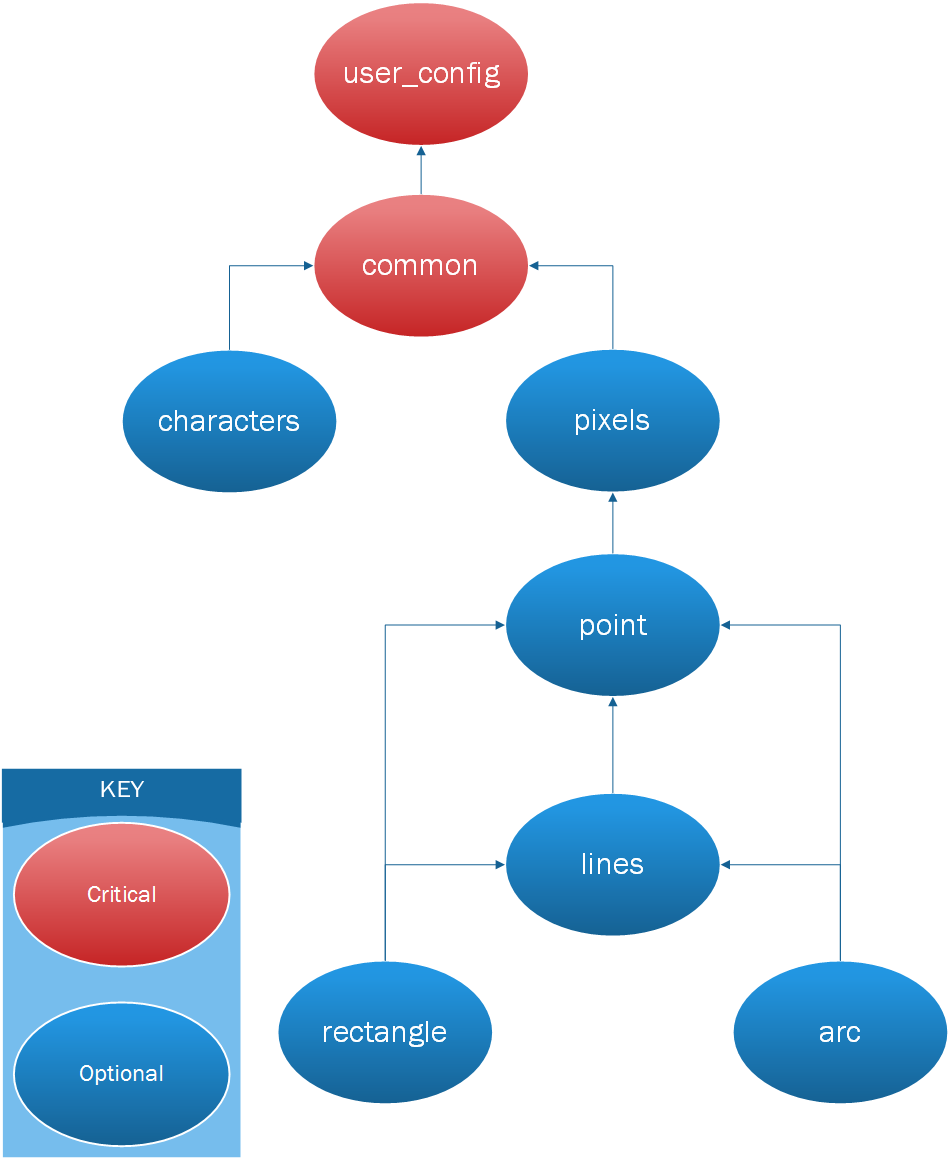 user_config
common
characters
pixels
point
lines
rectangle
arc
KEY
Critical
Optional